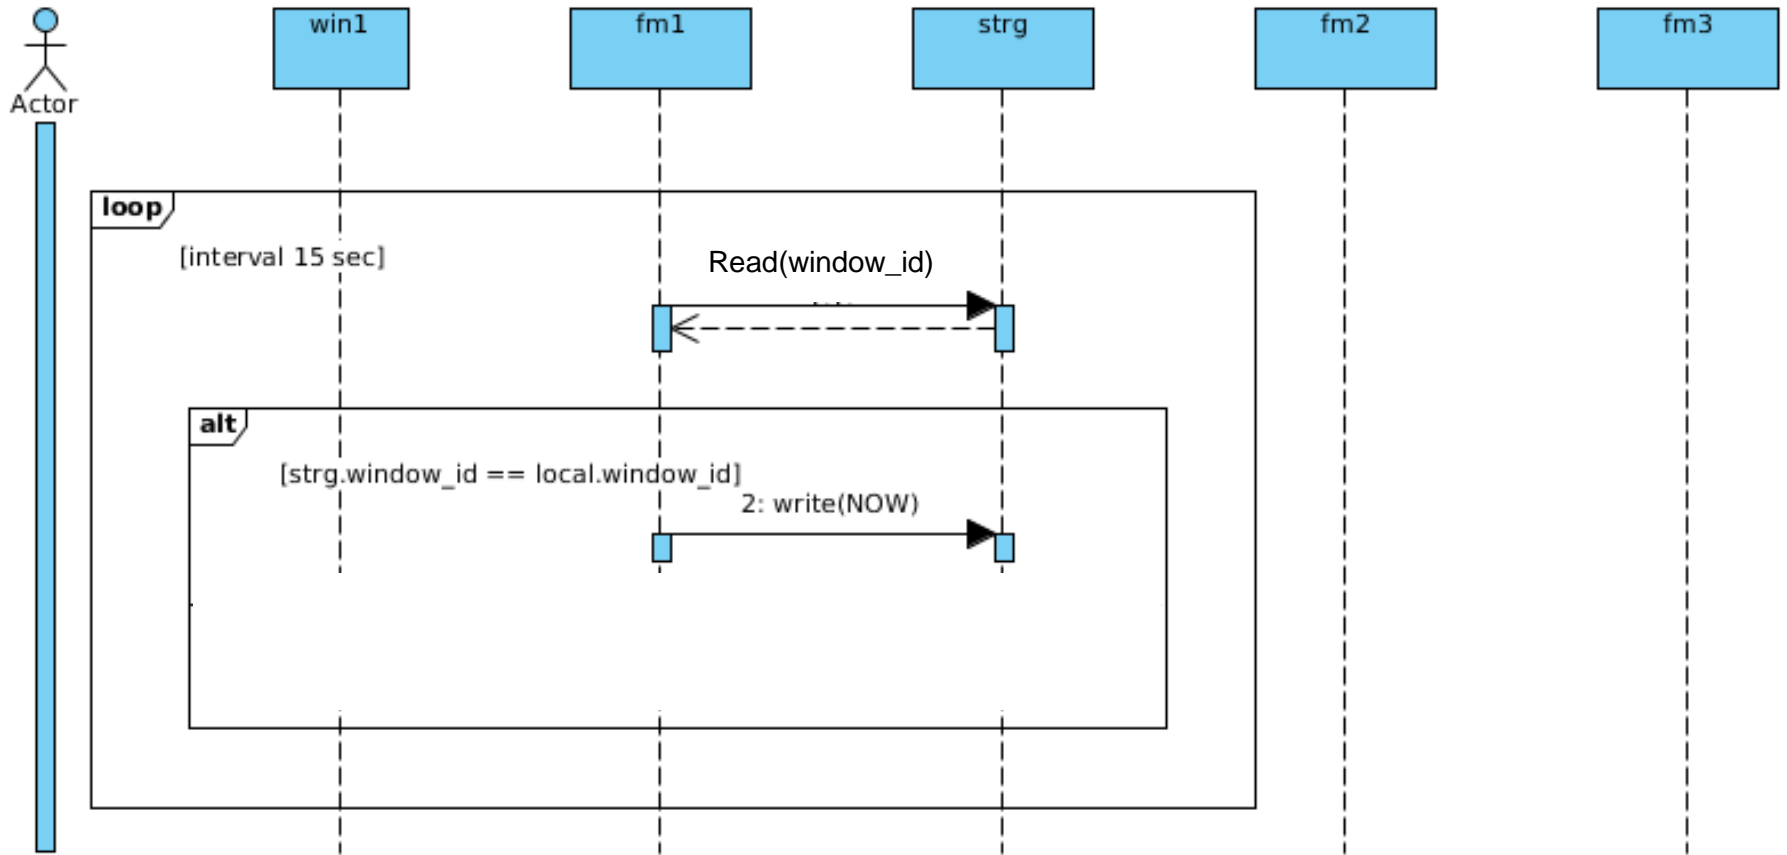 win1
fm1
strg
fm2
fm3
Actor
loop
[interval 15 sec]
Read(window_id)
alt
[strg.window_id == local.window_id]
2: write(NOW)